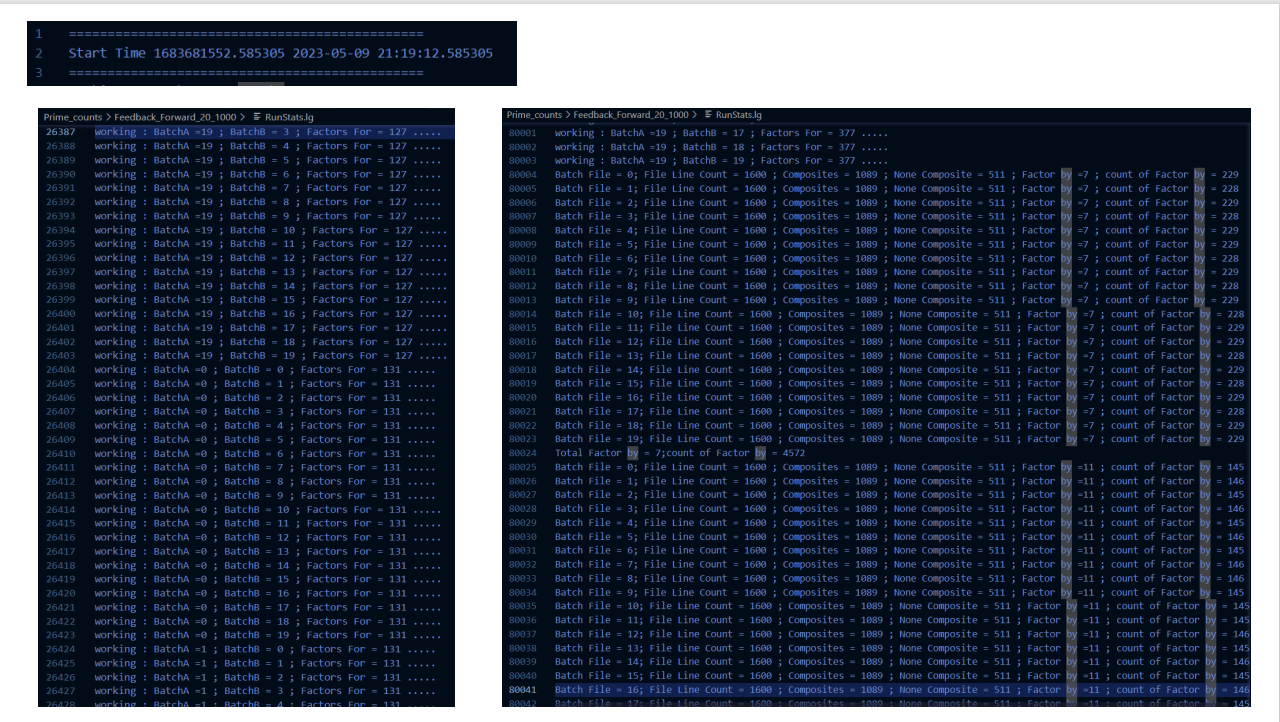 1 =============================================
2 Start Time 1683681552.585305 2023-05-09 21:19:12.585305
3 =============================================
Prime_counts > Feedback_Forward_20_1000 > RunStats.lg
26387 working : BatchA =19 ; BatchB = 3 ; Factors For = 127 .....
26388 working : BatchA =19 ; BatchB = 4 ; Factors For = 127 .....
26389 working : BatchA =19 ; BatchB = 5 ; Factors For = 127 .....
26390 working : BatchA =19 ; BatchB = 6 ; Factors For = 127 .....
26391 working : BatchA =19 ; BatchB = 7 ; Factors For = 127 .....
26392 working : BatchA =19 ; BatchB = 8 ; Factors For = 127 .....
26393 working : BatchA =19 ; BatchB = 9 ; Factors For = 127 .....
26394 working : BatchA =19 ; BatchB = 10 ; Factors For = 127 .....
26395 working : BatchA =19 ; BatchB = 11 ; Factors For = 127 .....
26396 working : BatchA =19 ; BatchB = 12 ; Factors For = 127 .....
26397 working : BatchA =19 ; BatchB = 13 ; Factors For = 127 .....
26398 working : BatchA =19 ; BatchB = 14 ; Factors For = 127 .....
26399 working : BatchA =19 ; BatchB = 15 ; Factors For = 127 .....
26400 working : BatchA =19 ; BatchB = 16 ; Factors For = 127 .....
26401 working : BatchA =19 ; BatchB = 17 ; Factors For = 127 .....
26402 working : BatchA =19 ; BatchB = 18 ; Factors For = 127 .....
26403 working : BatchA =19 ; BatchB = 19 ; Factors For = 127 .....
26404 working : BatchA =0 ; BatchB = 0 ; Factors For = 131 .....
26405 working : BatchA =0 ; BatchB = 1 ; Factors For = 131 .....
26406 working : BatchA =0 ; BatchB = 2 ; Factors For = 131 .....
26407 working : BatchA =0 ; BatchB = 3 ; Factors For = 131 .....
26408 working : BatchA =0 ; BatchB = 4 ; Factors For = 131 .....
26409 working : BatchA =0 ; BatchB = 5 ; Factors For = 131 .....
26410 working : BatchA =0 ; BatchB = 6 ; Factors For = 131 .....
26411 working : BatchA =0 ; BatchB = 7 ; Factors For = 131 .....
26412 working : BatchA =0 ; BatchB = 8 ; Factors For = 131 .....
26413 working : BatchA =0 ; BatchB = 9 ; Factors For = 131 .....
26414 working : BatchA =0 ; BatchB = 10 ; Factors For = 131 .....
26415 working : BatchA =0 ; BatchB = 11 ; Factors For = 131 .....
26416 working : BatchA =0 ; BatchB = 12 ; Factors For = 131 .....
26417 working : BatchA =0 ; BatchB = 13 ; Factors For = 131 .....
26418 working : BatchA =0 ; BatchB = 14 ; Factors For = 131 .....
26419 working : BatchA =0 ; BatchB = 15 ; Factors For = 131 .....
26420 working : BatchA =0 ; BatchB = 16 ; Factors For = 131 .....
26421 working : BatchA =0 ; BatchB = 17 ; Factors For = 131 .....
26422 working : BatchA =0 ; BatchB = 18 ; Factors For = 131 .....
26423 working : BatchA =0 ; BatchB = 19 ; Factors For = 131 .....
26424 working : BatchA =1 ; BatchB = 0 ; Factors For = 131 .....
26425 working : BatchA =1 ; BatchB = 1 ; Factors For = 131 .....
26426 working : BatchA =1 ; BatchB = 2 ; Factors For = 131 .....
26427 working : BatchA =1 ; BatchB = 3 ; Factors For = 131 .....
26428 working : BatchA =1 ; BatchB = 4 ; Factors For = 131 .....
Prime_counts > Feedback_Forward_20_1000 > RunStats.lg
80001 working : BatchA =19 ; BatchB = 17 ; Factors For = 377 .....
80002 working : BatchA =19 ; BatchB = 18 ; Factors For = 377 .....
80003 working : BatchA =19 ; BatchB = 19 ; Factors For = 377 .....
80004 Batch File = 0; File Line Count = 1600 ; Composites = 1089 ; None Composite = 511 ; Factor by =7 ; count of Factor by = 229
80005 Batch File = 1; File Line Count = 1600 ; Composites = 1089 ; None Composite = 511 ; Factor by =7 ; count of Factor by = 228
80006 Batch File = 2; File Line Count = 1600 ; Composites = 1089 ; None Composite = 511 ; Factor by =7 ; count of Factor by = 229
80007 Batch File = 3; File Line Count = 1600 ; Composites = 1089 ; None Composite = 511 ; Factor by =7 ; count of Factor by = 228
80008 Batch File = 4; File Line Count = 1600 ; Composites = 1089 ; None Composite = 511 ; Factor by =7 ; count of Factor by = 229
80009 Batch File = 5; File Line Count = 1600 ; Composites = 1089 ; None Composite = 511 ; Factor by =7 ; count of Factor by = 229
80010 Batch File = 6; File Line Count = 1600 ; Composites = 1089 ; None Composite = 511 ; Factor by =7 ; count of Factor by = 228
80011 Batch File = 7; File Line Count = 1600 ; Composites = 1089 ; None Composite = 511 ; Factor by =7 ; count of Factor by = 229
80012 Batch File = 8; File Line Count = 1600 ; Composites = 1089 ; None Composite = 511 ; Factor by =7 ; count of Factor by = 228
80013 Batch File = 9; File Line Count = 1600 ; Composites = 1089 ; None Composite = 511 ; Factor by =7 ; count of Factor by = 229
80014 Batch File = 10; File Line Count = 1600 ; Composites = 1089 ; None Composite = 511 ; Factor by =7 ; count of Factor by = 228
80015 Batch File = 11; File Line Count = 1600 ; Composites = 1089 ; None Composite = 511 ; Factor by =7 ; count of Factor by = 229
80016 Batch File = 12; File Line Count = 1600 ; Composites = 1089 ; None Composite = 511 ; Factor by =7 ; count of Factor by = 229
80017 Batch File = 13; File Line Count = 1600 ; Composites = 1089 ; None Composite = 511 ; Factor by =7 ; count of Factor by = 228
80018 Batch File = 14; File Line Count = 1600 ; Composites = 1089 ; None Composite = 511 ; Factor by =7 ; count of Factor by = 229
80019 Batch File = 15; File Line Count = 1600 ; Composites = 1089 ; None Composite = 511 ; Factor by =7 ; count of Factor by = 228
80020 Batch File = 16; File Line Count = 1600 ; Composites = 1089 ; None Composite = 511 ; Factor by =7 ; count of Factor by = 229
80021 Batch File = 17; File Line Count = 1600 ; Composites = 1089 ; None Composite = 511 ; Factor by =7 ; count of Factor by = 228
80022 Batch File = 18; File Line Count = 1600 ; Composites = 1089 ; None Composite = 511 ; Factor by =7 ; count of Factor by = 229
80023 Batch File = 19; File Line Count = 1600 ; Composites = 1089 ; None Composite = 511 ; Factor by =7 ; count of Factor by = 229
80024 Total Factor by = 7;count of Factor by = 4572
80025 Batch File = 0; File Line Count = 1600 ; Composites = 1089 ; None Composite = 511 ; Factor by =11 ; count of Factor by = 145
80026 Batch File = 1; File Line Count = 1600 ; Composites = 1089 ; None Composite = 511 ; Factor by =11 ; count of Factor by = 146
80027 Batch File = 2; File Line Count = 1600 ; Composites = 1089 ; None Composite = 511 ; Factor by =11 ; count of Factor by = 145
80028 Batch File = 3; File Line Count = 1600 ; Composites = 1089 ; None Composite = 511 ; Factor by =11 ; count of Factor by = 146
80029 Batch File = 4; File Line Count = 1600 ; Composites = 1089 ; None Composite = 511 ; Factor by =11 ; count of Factor by = 145
80030 Batch File = 5; File Line Count = 1600 ; Composites = 1089 ; None Composite = 511 ; Factor by =11 ; count of Factor by = 146
80031 Batch File = 6; File Line Count = 1600 ; Composites = 1089 ; None Composite = 511 ; Factor by =11 ; count of Factor by = 145
80032 Batch File = 7; File Line Count = 1600 ; Composites = 1089 ; None Composite = 511 ; Factor by =11 ; count of Factor by = 146
80033 Batch File = 8; File Line Count = 1600 ; Composites = 1089 ; None Composite = 511 ; Factor by =11 ; count of Factor by = 146
80034 Batch File = 9; File Line Count = 1600 ; Composites = 1089 ; None Composite = 511 ; Factor by =11 ; count of Factor by = 145
80035 Batch File = 10; File Line Count = 1600 ; Composites = 1089 ; None Composite = 511 ; Factor by =11 ; count of Factor by = 145
80036 Batch File = 11; File Line Count = 1600 ; Composites = 1089 ; None Composite = 511 ; Factor by =11 ; count of Factor by = 145
80037 Batch File = 12; File Line Count = 1600 ; Composites = 1089 ; None Composite = 511 ; Factor by =11 ; count of Factor by = 146
80038 Batch File = 13; File Line Count = 1600 ; Composites = 1089 ; None Composite = 511 ; Factor by =11 ; count of Factor by = 145
80039 Batch File = 14; File Line Count = 1600 ; Composites = 1089 ; None Composite = 511 ; Factor by =11 ; count of Factor by = 146
80040 Batch File = 15; File Line Count = 1600 ; Composites = 1089 ; None Composite = 511 ; Factor by =11 ; count of Factor by = 145
80041 Batch File = 16; File Line Count = 1600 ; Composites = 1089 ; None Composite = 511 ; Factor by =11 ; count of Factor by = 146
80042 Batch File = 17; File Line Count = 1600 ; Composites = 1089 ; None Composite = 511 ; Factor by =11 ; count of Factor by = 145